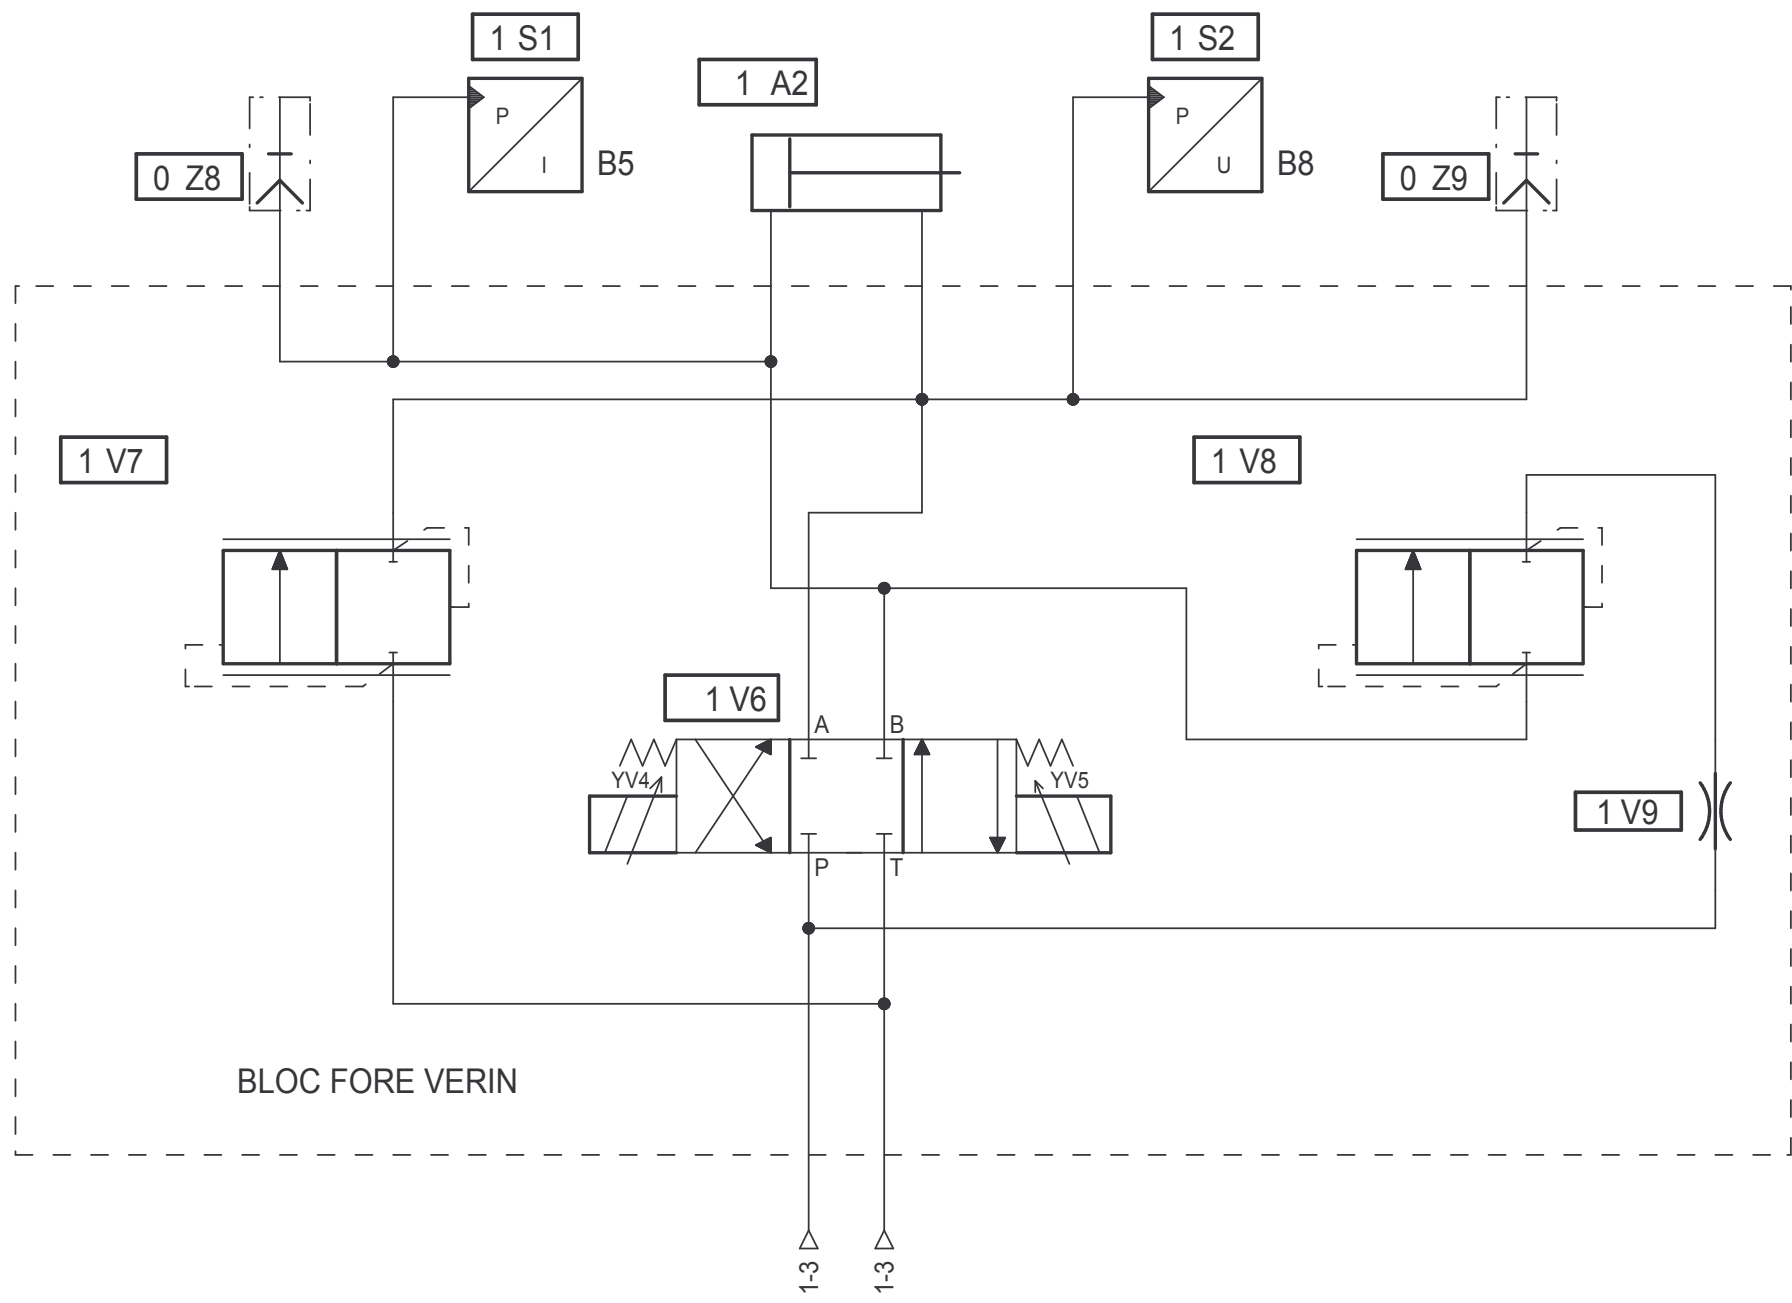 1 S1
1 S2
1 A2
P
I
B5
P
U
B8
0 Z8
0 Z9
1 V7
1 V8
1 V6
A
B
YV4
YV5
1 V9
P
T
BLOC FORE VERIN
1-3
1-3